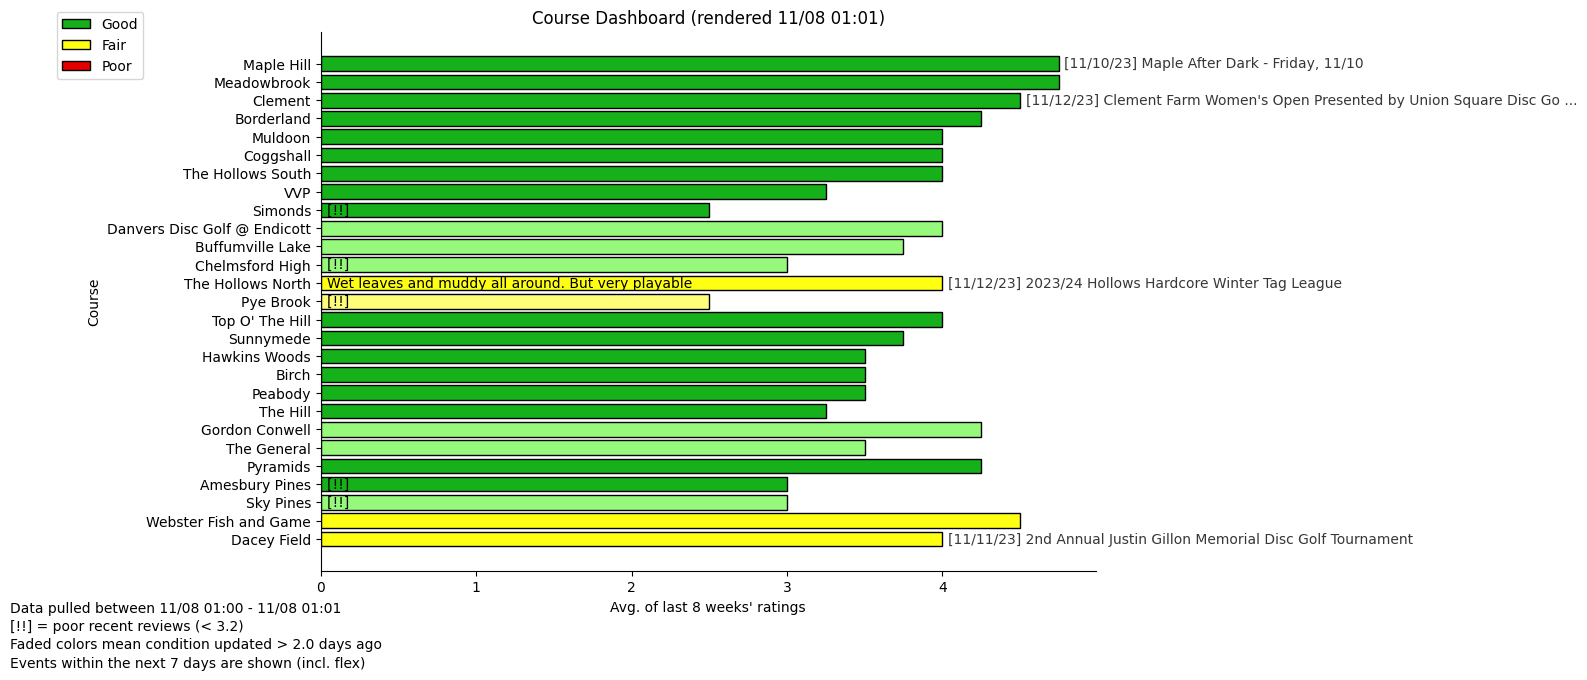 Good
Fair
Poor
Course Dashboard (rendered 11/08 01:01)
Maple Hill [11/10/23] Maple After Dark - Friday, 11/10
Meadowbrook
Clement [11/12/23] Clement Farm Women's Open Presented by Union Square Disc Go ...
Borderland
Muldoon
Coggshall
The Hollows South
VVP
Simonds [!!]
Danvers Disc Golf @ Endicott
Buffumville Lake
Chelmsford High [!!]
The Hollows North Wet leaves and muddy all around. But very playable [11/12/23] 2023/24 Hollows Hardcore Winter Tag League
Pye Brook [!!]
Top O' The Hill
Sunnymede
Hawkins Woods
Birch
Peabody
The Hill
Gordon Conwell
The General
Pyramids
Amesbury Pines [!!]
Sky Pines [!!]
Webster Fish and Game
Dacey Field [11/11/23] 2nd Annual Justin Gillon Memorial Disc Golf Tournament
Course
0 1 2 3 4
Avg. of last 8 weeks' ratings
Data pulled between 11/08 01:00 - 11/08 01:01
[!!] = poor recent reviews (< 3.2)
Faded colors mean condition updated > 2.0 days ago
Events within the next 7 days are shown (incl. flex)